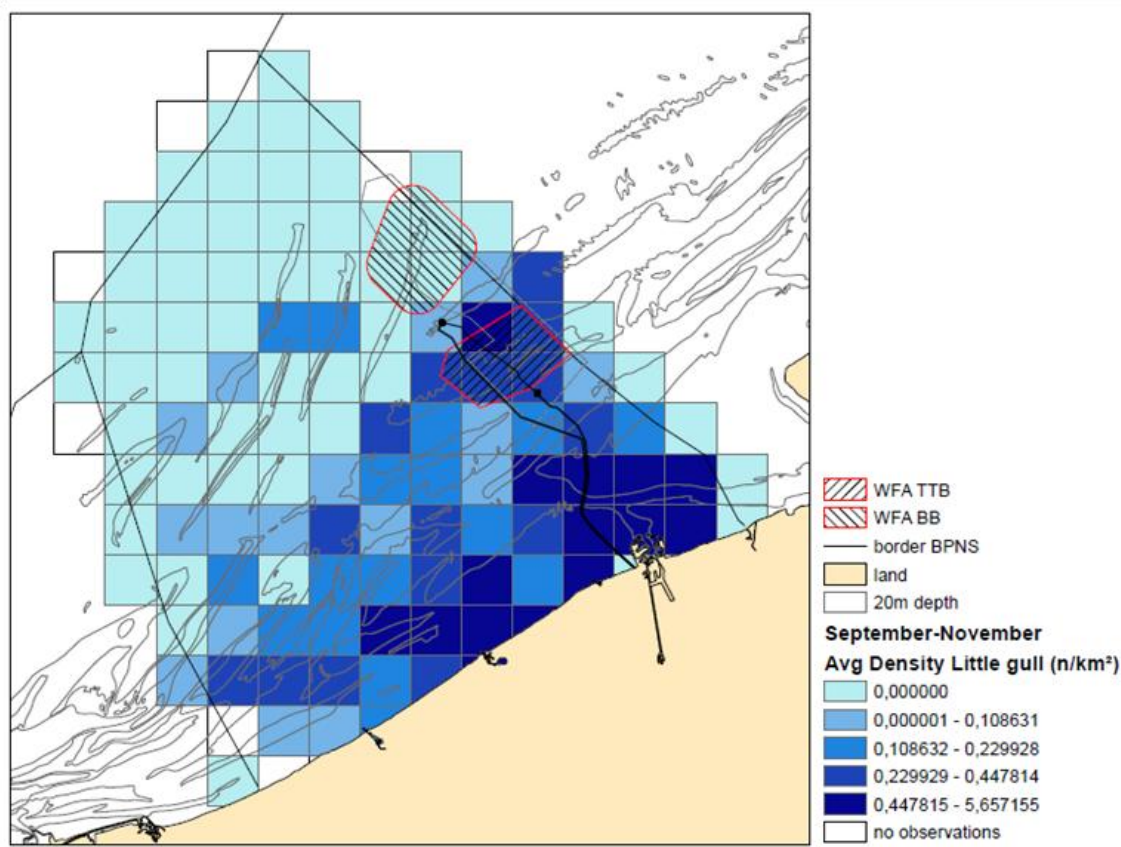 WFA TTB
WFA BB
border BPNS
land
20m depth
September-November
Avg Density Little gull (n/km²)
0,000000
0,000001 - 0,108631
0,108632 - 0,229928
0,229929 - 0,447814
0,447815 - 5,657155
no observations